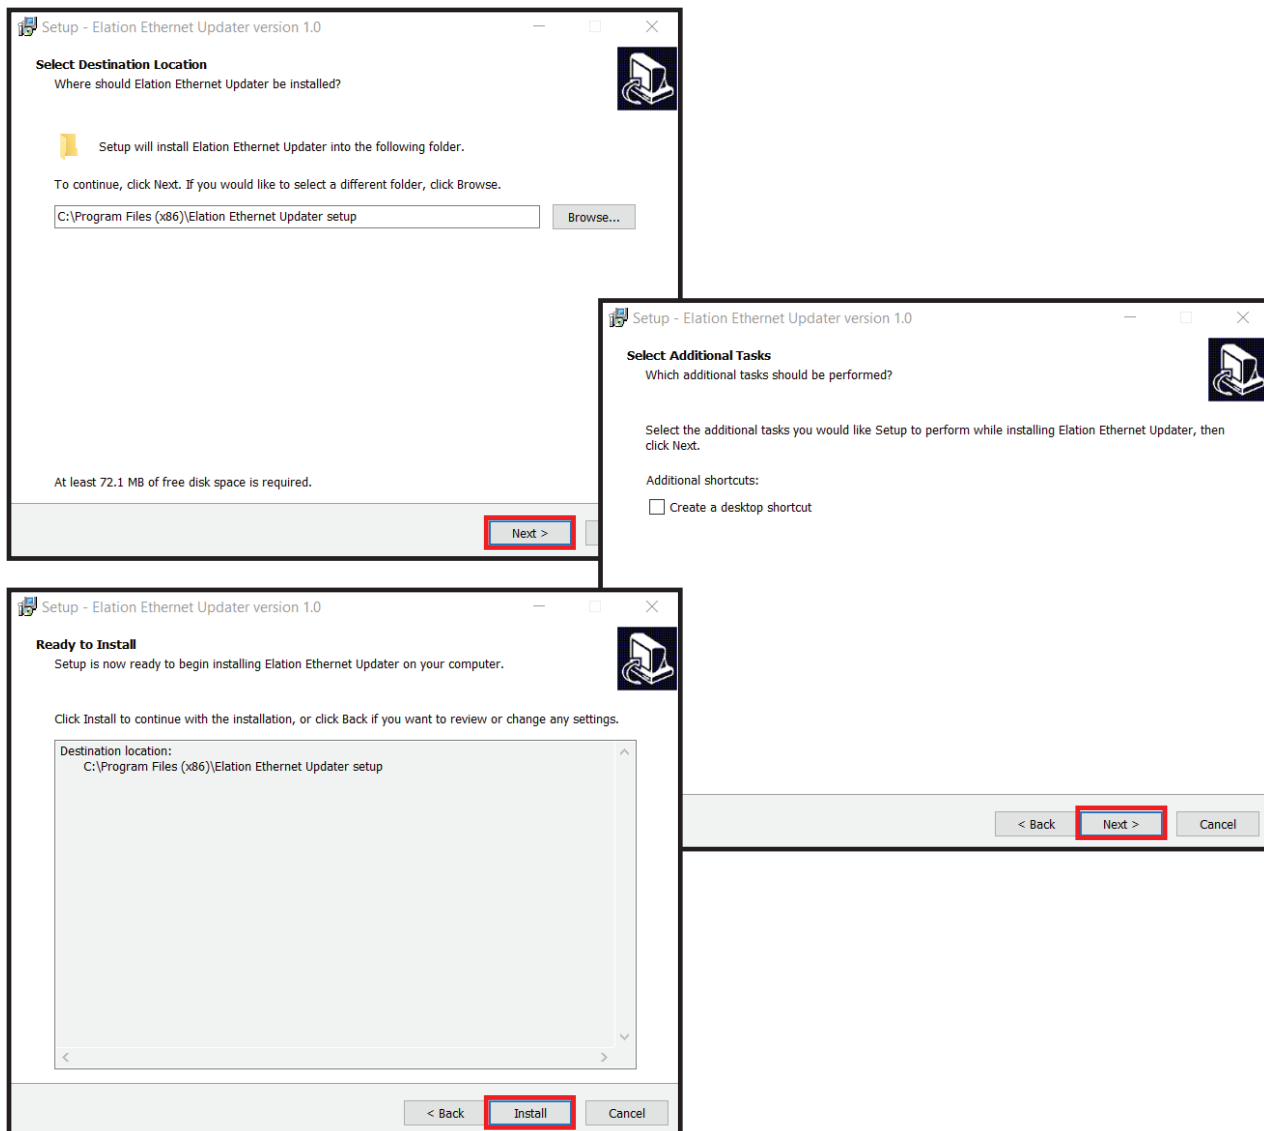 Setup - Elation Ethernet Updater version 1.0
Select Destination Location
Where should Elation Ethernet Updater be installed?
Setup will install Elation Ethernet Updater into the following folder.
To continue, click Next. If you would like to select a different folder, click Browse.
C:\Program Files (x86)\Elation Ethernet Updater setup
Browse...
At least 72.1 MB of free disk space is required.
Next >
Setup - Elation Ethernet Updater version 1.0
Select Additional Tasks
Which additional tasks should be performed?
Select the additional tasks you would like Setup to perform while installing Elation Ethernet Updater, then
click Next.
Additional shortcuts:
Create a desktop shortcut
< Back
Next >
Cancel
Setup - Elation Ethernet Updater version 1.0
Ready to Install
Setup is now ready to begin installing Elation Ethernet Updater on your computer.
Click Install to continue with the installation, or click Back if you want to review or change any settings.
Destination location:
C:\Program Files (x86)\Elation Ethernet Updater setup
< Back
Install
Cancel